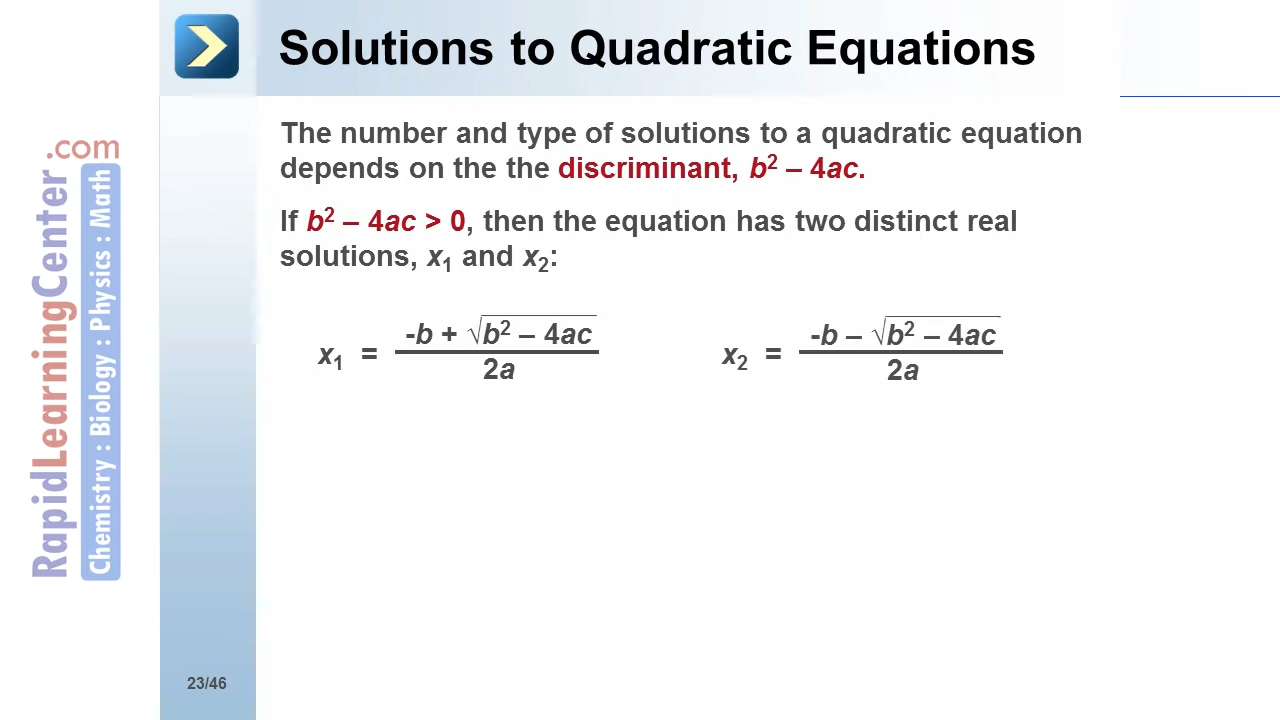 Solutions to Quadratic Equations
The number and type of solutions to a quadratic equation
depends on the the discriminant, b² – 4ac.
If b² – 4ac > 0, then the equation has two distinct real
solutions, x₁ and x₂:
x₁ = -b + √b² – 4ac / 2a
x₂ = -b – √b² – 4ac / 2a
RapidLearningCenter.com
Chemistry : Biology : Physics : Math
23/46